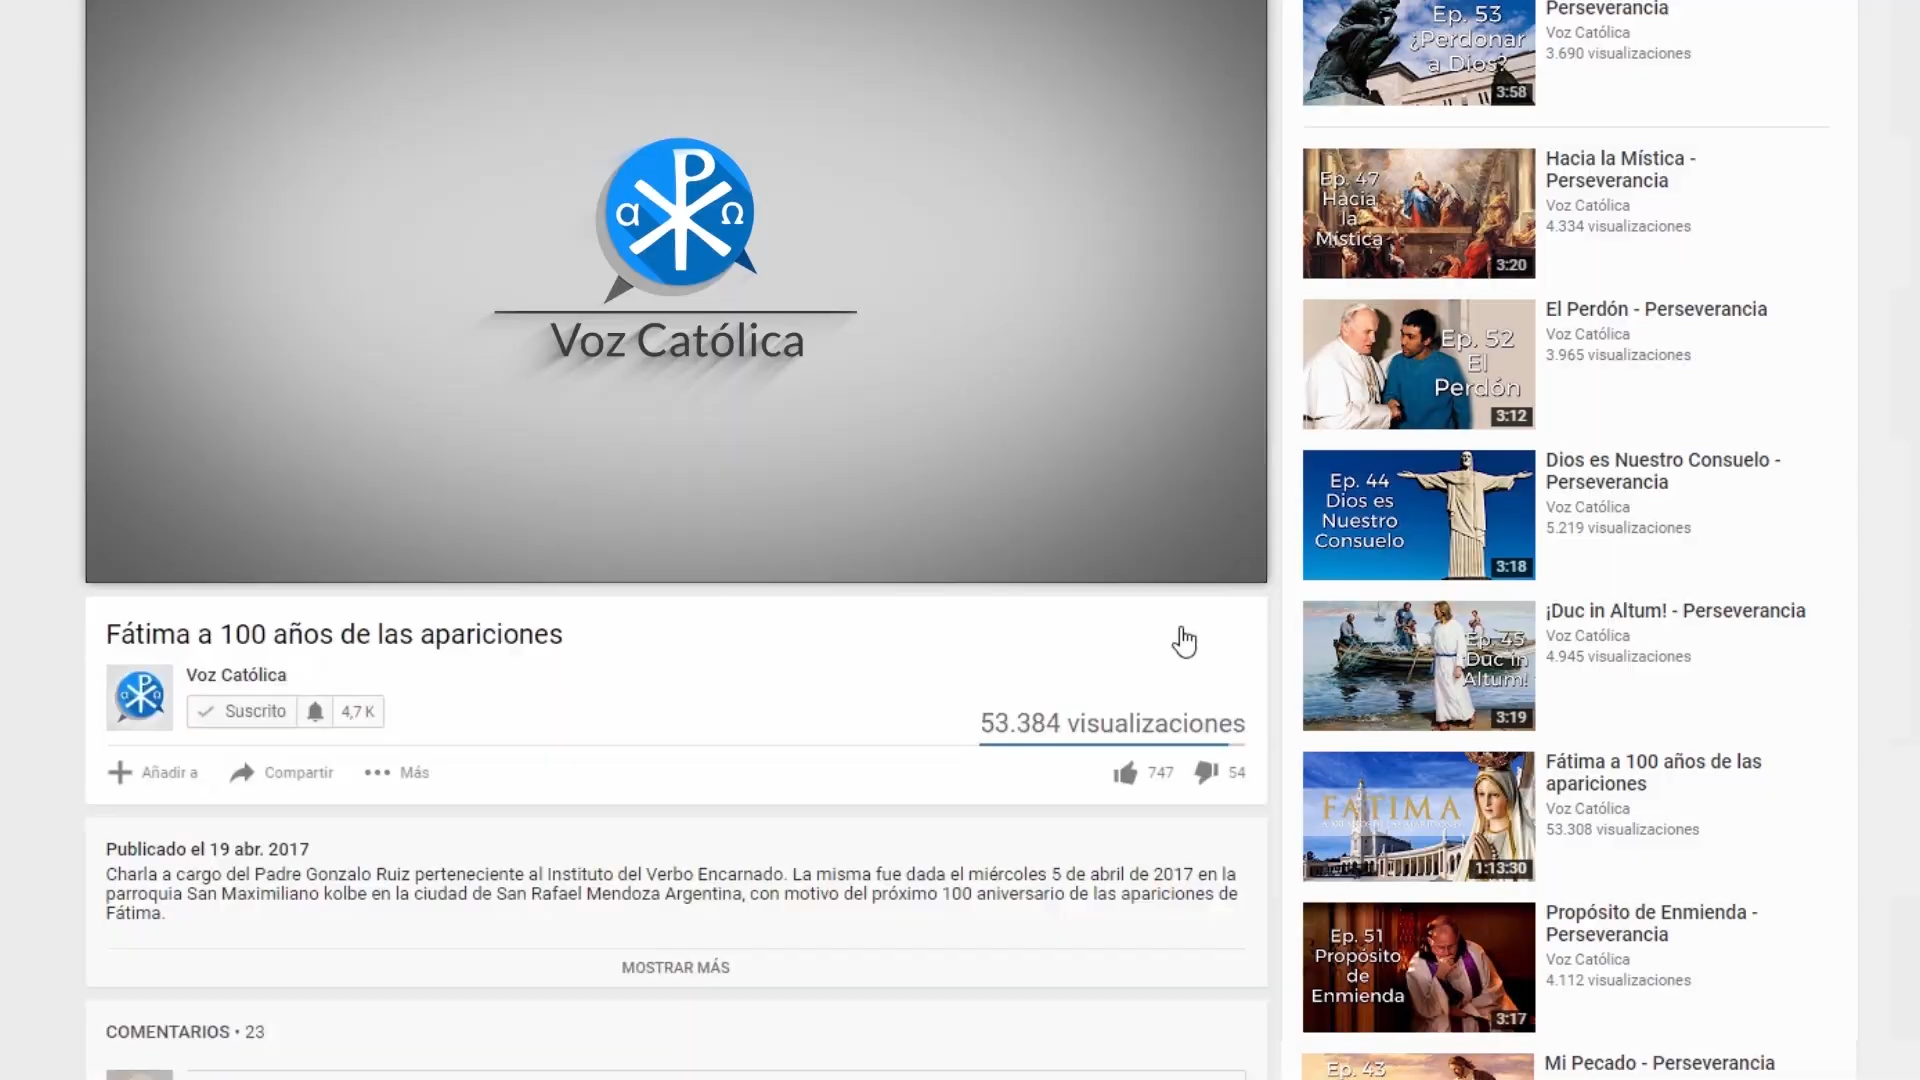 α Ρ Ω
Voz Católica
Fátima a 100 años de las apariciones
Voz Católica
Suscrito 4,7 K
53.384 visualizaciones
Añadir a Compartir Más 747 54
Publicado el 19 abr. 2017
Charla a cargo del Padre Gonzalo Ruiz perteneciente al Instituto del Verbo Encarnado. La misma fue dada el miércoles 5 de abril de 2017 en la
parroquia San Maximiliano kolbe en la ciudad de San Rafael Mendoza Argentina, con motivo del próximo 100 aniversario de las apariciones de
Fátima.
MOSTRAR MÁS
COMENTARIOS • 23
Ep. 53
¿Perdonar
a Dios?
3:58
Perseverancia
Voz Católica
3.690 visualizaciones
Ep. 47
Hacia
la
Mística
3:20
Hacia la Mística -
Perseverancia
Voz Católica
4.334 visualizaciones
Ep. 52
El
Perdón
3:12
El Perdón - Perseverancia
Voz Católica
3.965 visualizaciones
Ep. 44
Dios es
Nuestro
Consuelo
3:18
Dios es Nuestro Consuelo -
Perseverancia
Voz Católica
5.219 visualizaciones
Ep. 45
¡Duc in
Altum!
3:19
¡Duc in Altum! - Perseverancia
Voz Católica
4.945 visualizaciones
FATIMA
1:13:30
Fátima a 100 años de las
apariciones
Voz Católica
53.308 visualizaciones
Ep. 51
Propósito
de
Enmienda
3:17
Propósito de Enmienda -
Perseverancia
Voz Católica
4.112 visualizaciones
Ep. 43
Mi Pecado - Perseverancia